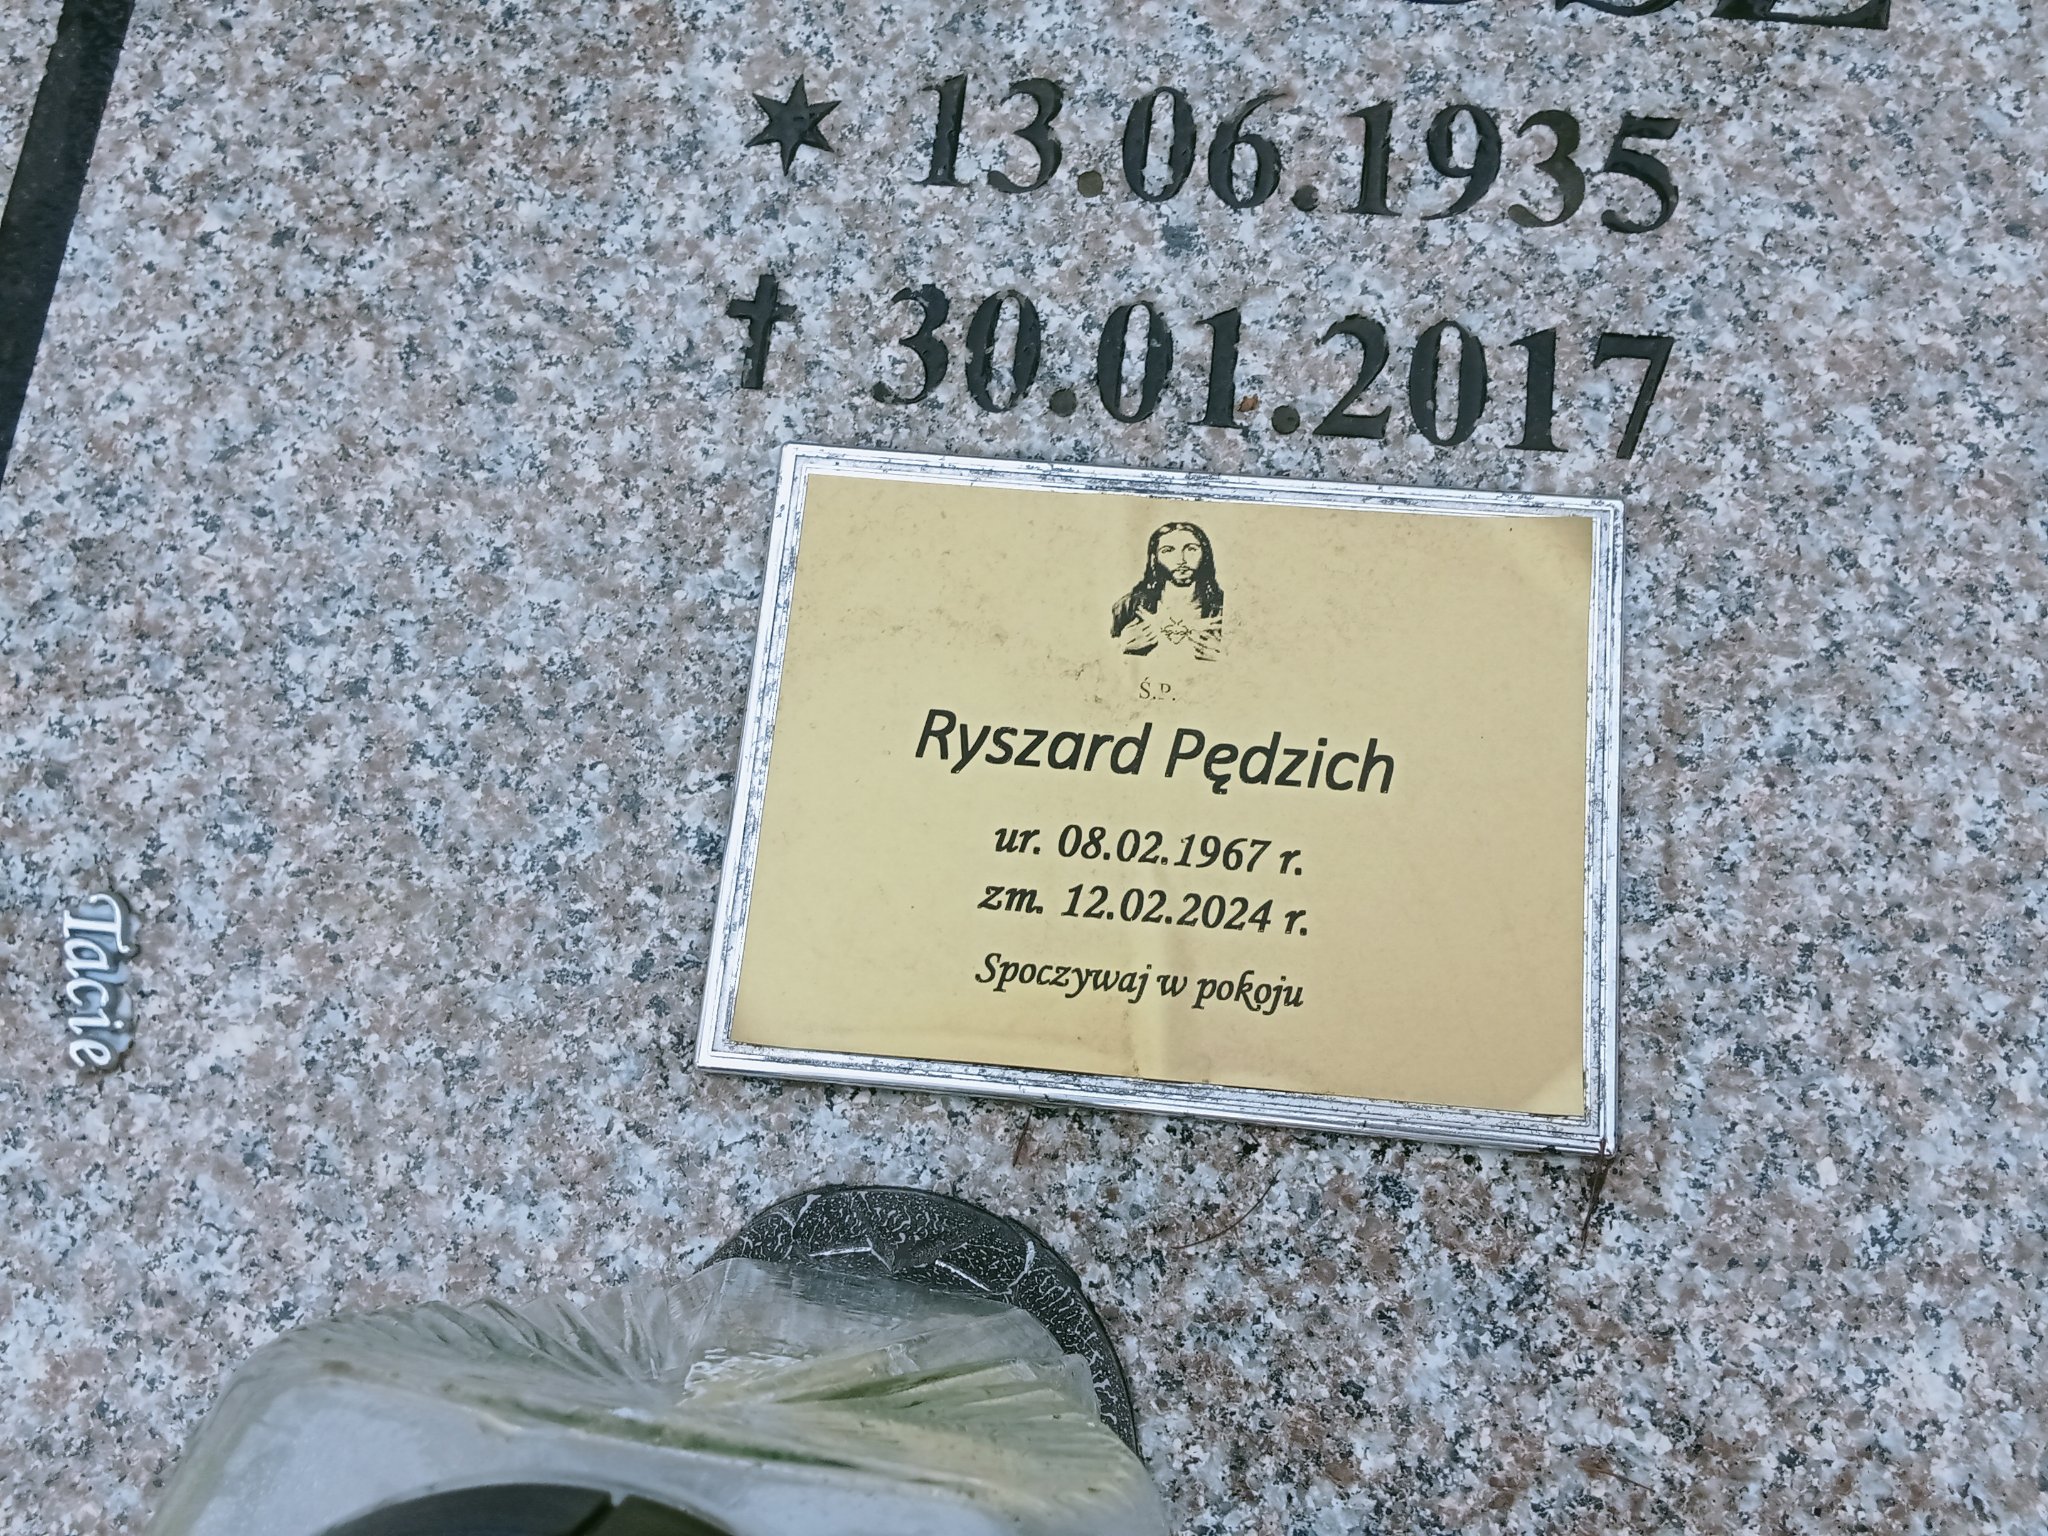 * 13.06.1935
† 30.01.2017
Ś.P.
Ryszard Pędzich
ur. 08.02.1967 r.
zm. 12.02.2024 r.
Spoczywaj w pokoju
Tacie